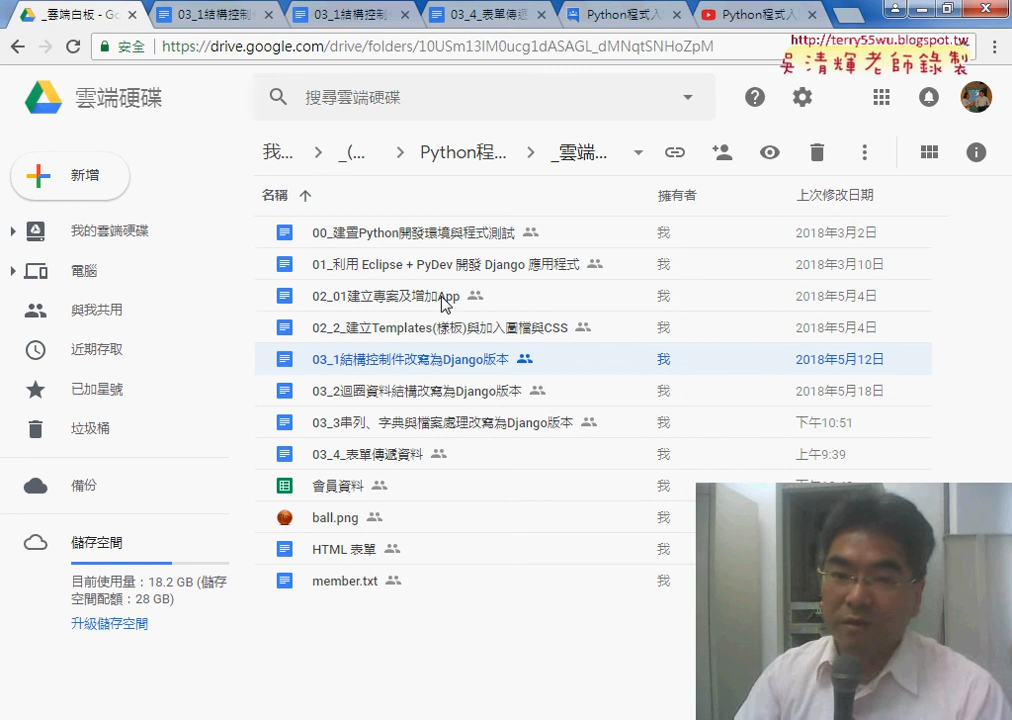 _雲端白板 - Go
03_1結構控制
03_1結構控制
03_4_表單傳遞
Python程式入
Python程式入
安全
https://drive.google.com/drive/folders/10USm13IM0ucg1dASAGL_dMNqtSNHoZpM
http://terry55wu.blogspot.tw
吳清輝老師錄製
雲端硬碟
搜尋雲端硬碟
新增
我...
_(...
Python程...
_雲端...
名稱
擁有者
上次修改日期
我的雲端硬碟
電腦
與我共用
近期存取
已加星號
垃圾桶
備份
儲存空間
目前使用量：18.2 GB (儲存
空間配額：28 GB)
升級儲存空間
00_建置Python開發環境與程式測試
我
2018年3月2日
01_利用 Eclipse + PyDev 開發 Django 應用程式
我
2018年3月10日
02_01建立專案及增加App
我
2018年5月4日
02_2_建立Templates(樣板)與加入圖檔與CSS
我
2018年5月4日
03_1結構控制件改寫為Django版本
我
2018年5月12日
03_2迴圈資料結構改寫為Django版本
我
2018年5月18日
03_3串列、字典與檔案處理改寫為Django版本
我
下午10:51
03_4_表單傳遞資料
我
上午9:39
會員資料
我
ball.png
我
HTML 表單
我
member.txt
我